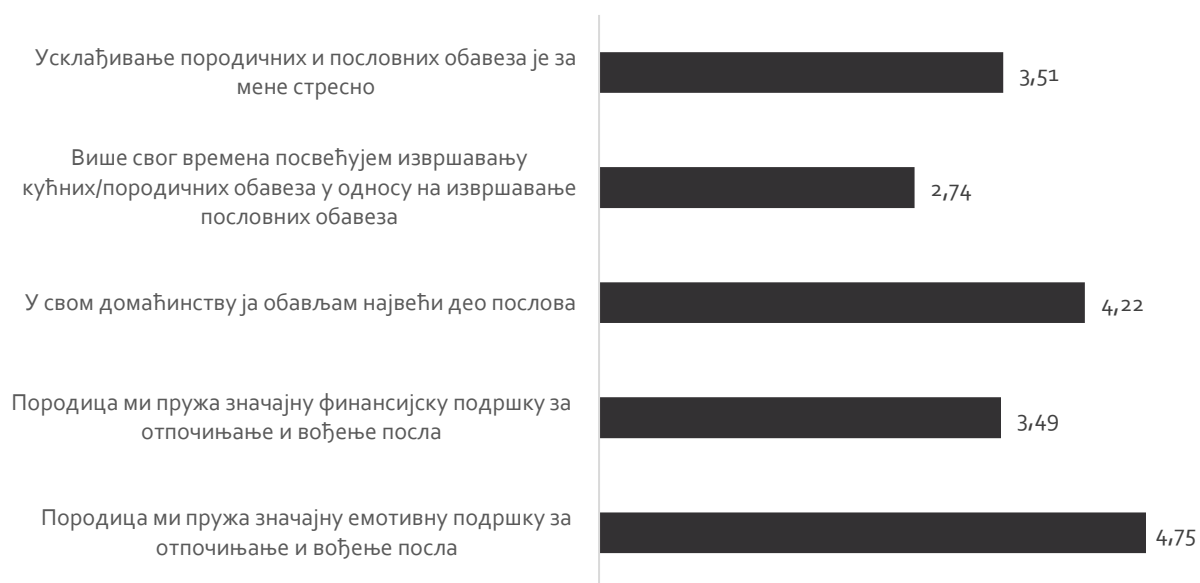 Усклађивање породичних и пословних обавеза је за
мене стресно
3,51
Више свог времена посвећујем извршавању
кућних/породичних обавеза у односу на извршавање
пословних обавеза
2,74
У свом домаћинству ја обављам највећи део послова
4,22
Породица ми пружа значајну финансијску подршку за
отпочињање и вођење посла
3,49
Породица ми пружа значајну емотивну подршку за
отпочињање и вођење посла
4,75